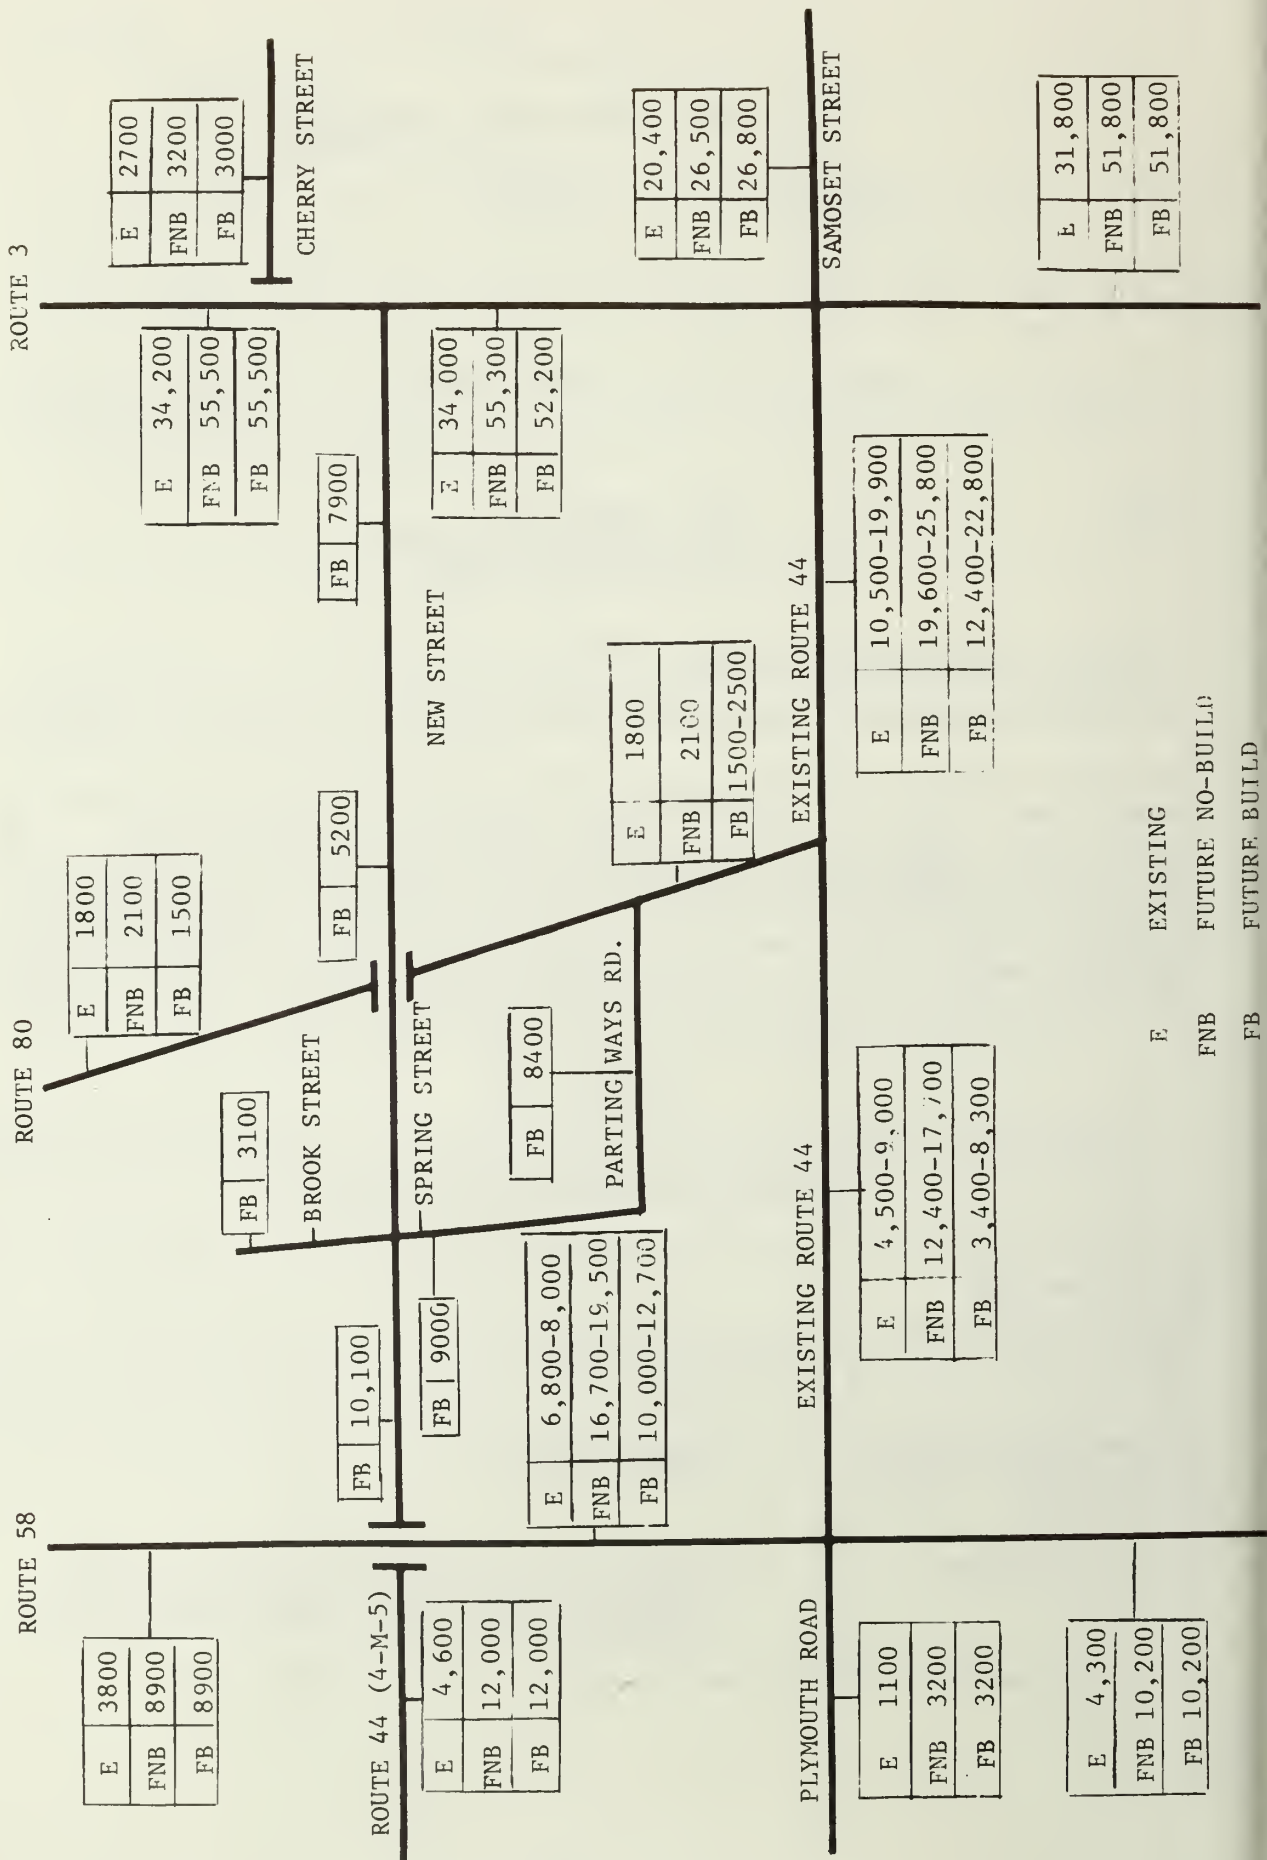 ROUTE 58
ROUTE 80
ROUTE 3
E 3800
FNB 8900
FB 8900
E 1800
FNB 2100
FB 1500
E 2700
FNB 3200
FB 3000
CHERRY STREET
E 34,200
FNB 55,500
FB 55,500
FB 3100
BROOK STREET
FB 10,100
FB 5200
FB 7900
ROUTE 44 (4-M-5)
E 4,600
FNB 12,000
FB 12,000
FB 9000
SPRING STREET
NEW STREET
E 34,000
FNB 55,300
FB 52,200
FB 8400
PARTING WAYS RD.
E 6,800-8,000
FNB 16,700-19,500
FB 10,000-12,700
E 1800
FNB 2100
FB 1500-2500
E 20,400
FNB 26,500
FB 26,800
PLYMOUTH ROAD
EXISTING ROUTE 44
EXISTING ROUTE 44
SAMOSET STREET
E 1100
FNB 3200
FB 3200
E 4,500-9,000
FNB 12,400-17,700
FB 3,400-8,300
E 10,500-19,900
FNB 19,600-25,800
FB 12,400-22,800
E 4,300
FNB 10,200
FB 10,200
E 31,800
FNB 51,800
FB 51,800
E EXISTING
FNB FUTURE NO-BUILD
FB FUTURE BUILD